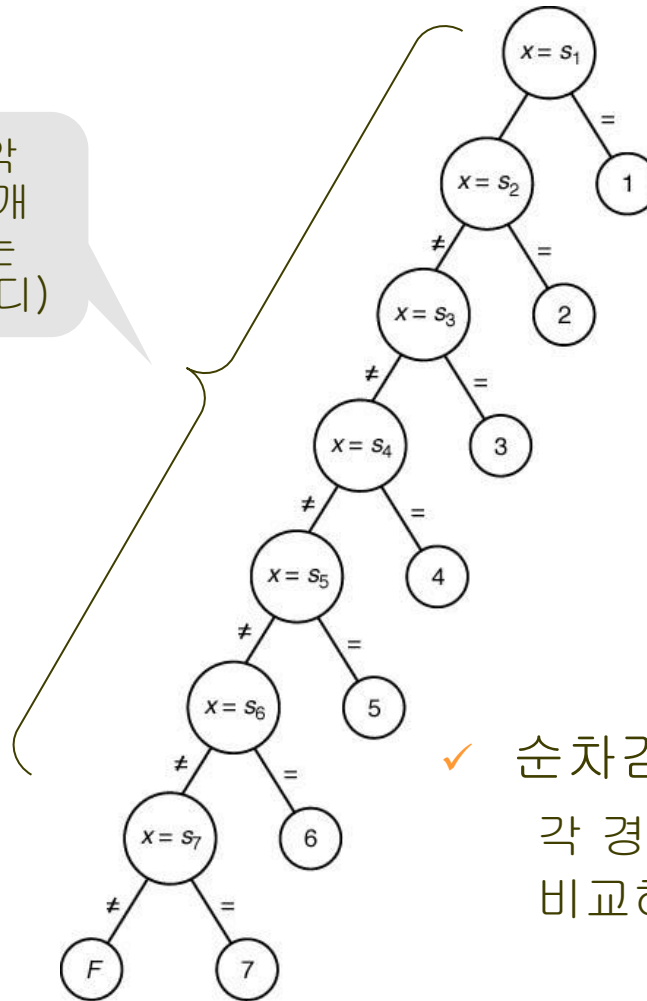 개
는
디)
x = s₁
=
x = s₂
1
≠
=
x = s₃
2
≠
=
x = s₄
3
≠
=
x = s₅
4
≠
=
x = s₆
5
≠
=
x = s₇
6
≠
=
F
7
✓ 순차검
각 경
비교하